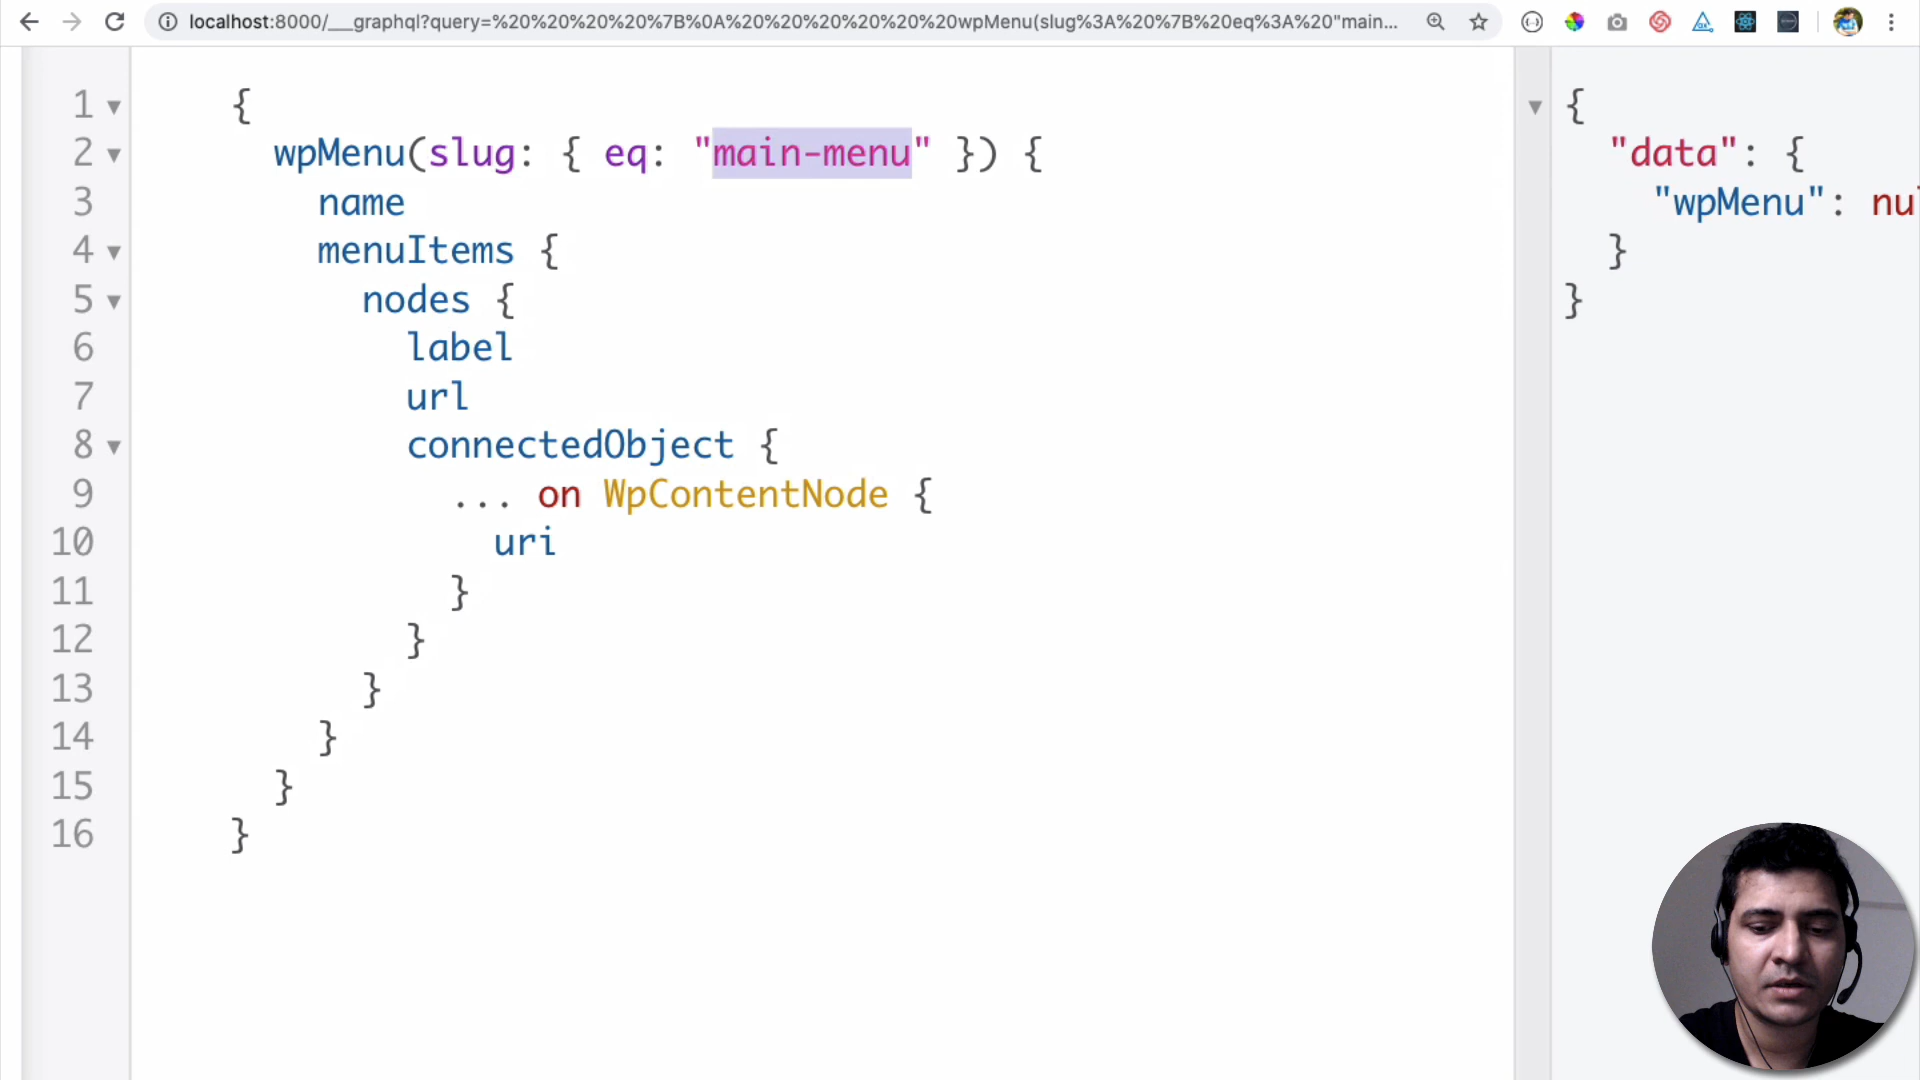 localhost:8000/___graphql?query=%20%20%20%20%7B%0A%20%20%20%20%20%20wpMenu(slug%3A%20%7B%20eq%3A%20"main...
1 {
2 wpMenu(slug: { eq: "main-menu" }) {
3 name
4 menuItems {
5 nodes {
6 label
7 url
8 connectedObject {
9 ... on WpContentNode {
10 uri
11 }
12 }
13 }
14 }
15 }
16 }
{
"data": {
"wpMenu": nu
}
}